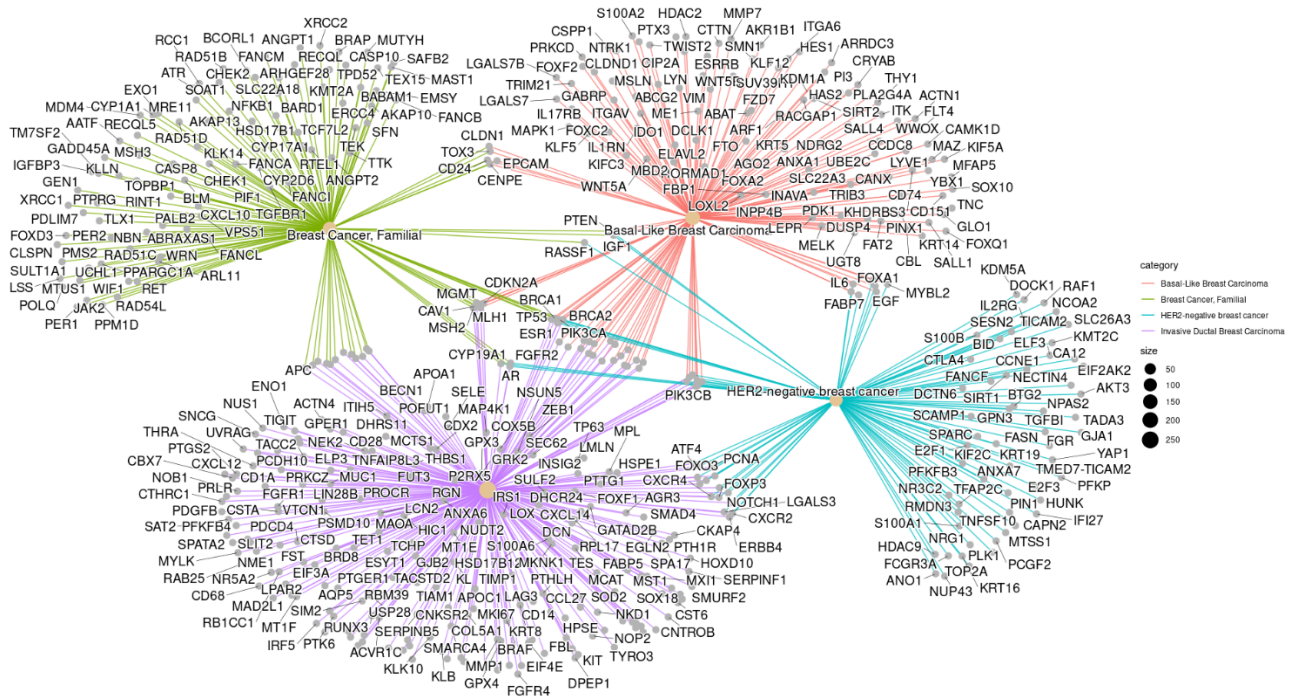 XRCC2
RCC1 BCORL1 ANGPT1 BRAP MUTYH
RAD51B FANCM RECQL CASP10 SAFB2
ATR CHEK2 ARHGEF28 TPD52 TEX15 MAST1
EXO1 SOAT1 SLC22A18 KMT2A BABAM1 EMSY
MDM4 CYP1A1 MRE11 NFKB1 BARD1 ERCC4 AKAP10 FANCB
AATF RECQL5 AKAP13 HSD17B1 TCF7L2 SFN
TM7SF2 RAD51D CYP17A1 TEK
GADD45A MSH3 KLK14 FANCA RTEL1 TTK
IGFBP3 KLLN CASP8 CHEK1 CYP2D6 ANGPT2
GEN1 TOPBP1 PIF1 FANCI
XRCC1 PTPRG RINT1 BLM CXCL10 TGFBR1
PDLIM7 TLX1 PALB2 VPS51
FOXD3 PER2 NBN ABRAXAS1 Breast Cancer, Familial
CLSPN PMS2 RAD51C WRN FANCL
SULT1A1 UCHL1 PPARGC1A ARL11
LSS MTUS1 WIF1 RET
POLQ JAK2 RAD54L
PER1 PPM1D
CLDN1
TOX3
CD24 EPCAM
CENPE
S100A2 HDAC2 MMP7
CSPP1 PTX3 CTTN AKR1B1 ITGA6
PRKCD NTRK1 TWIST2 SMN1 HES1 ARRDC3
LGALS7B FOXF2 CLDND1 CIP2A ESRRB KLF12 CRYAB
TRIM21 MSLN LYN WNT5B SUV39H1 KDM1A PI3 THY1
LGALS7 GABRP ABCG2 VIM FZD7 HAS2 PLA2G4A ACTN1
IL17RB ITGAV ME1 ABAT RACGAP1 SIRT2 ITK FLT4
MAPK1 FOXC2 IDO1 DCLK1 ARF1 SALL4 WWOX CAMK1D
KLF5 IL1RN FTO KRT5 NDRG2 CCDC8 MAZ KIF5A
KIFC3 ELAVL2 AGO2 ANXA1 UBE2C LYVE1 MFAP5
MBD2 ORMAD1 FOXA2 SLC22A3 CANX YBX1
WNT5A FBP1 INAVA TRIB3 CD74 SOX10
LOXL2 INPP4B PDK1 KHDRBS3 CD151 TNC
Basal-Like Breast Carcinoma LEPR DUSP4 PINX1 GLO1
MELK FAT2 KRT14 FOXQ1
UGT8 CBL SALL1
PTEN
RASSF1 IGF1
IL6 FOXA1
FABP7 EGF MYBL2
MGMT CDKN2A
CAV1 MLH1
MSH2
BRCA1
TP53 BRCA2
ESR1 PIK3CA
CYP19A1 FGFR2
AR
APC
PIK3CB
HER2-negative breast cancer
KDM5A
DOCK1 RAF1
IL2RG NCOA2
SESN2 TICAM2 SLC26A3
S100B BID ELF3 KMT2C
CTLA4 CCNE1 CA12
FANCF NECTIN4 EIF2AK2
DCTN6 SIRT1 BTG2 AKT3
SCAMP1 GPN3 TGFBI NPAS2
SPARC FASN FGR TADA3
E2F1 KIF2C KRT19 GJA1
PFKFB3 ANXA7 YAP1
NR3C2 TFAP2C E2F3 TMED7-TICAM2
RMDN3 PIN1 HUNK PFKP
S100A1 TNFSF10 CAPN2 IFI27
NRG1 MTSS1
HDAC9 PLK1
FCGR3A TOP2A PCGF2
ANO1 KRT16
NUP43
APOA1
ENO1 BECN1 SELE NSUN5
NUS1 ACTN4 ITIH5 POFUT1 MAP4K1 ZEB1
SNCG TIGIT GPER1 DHRS11 CDX2 COX5B
THRA UVRAG NEK2 CD28 MCTS1 GPX3 SEC62 TP63 MPL
PTGS2 TACC2 ELP3 TNFAIP8L3 THBS1 GRK2 LMLN
CBX7 CXCL12 PCDH10 FUT3 P2RX5 INSIG2 HSPE1 ATF4
NOB1 CD1A PRKCZ MUC1 SULF2 PTTG1 FOXO3 PCNA
CTHRC1 PRLR FGFR1 LIN28B PROCR RGN IRS1 DHCR24 CXCR4 FOXP3
PDGFB CSTA VTCN1 LCN2 ANXA6 LOX FOXF1 AGR3 NOTCH1 LGALS3
SAT2 PFKFB4 PDCD4 PSMD10 MAOA HIC1 CXCL14 SMAD4 CXCR2
SPATA2 SLIT2 CTSD TET1 NUDT2 DCN GATAD2B CKAP4
MYLK FST BRD8 TCHP MT1E S100A6 RPL17 EGLN2 PTH1R ERBB4
RAB25 NME1 ESYT1 GJB2 HSD17B12 MKNK1 TES FABP5 SPA17 HOXD10
NR5A2 EIF3A PTGER1 TACSTD2 KL TIMP1 PTHLH MCAT MST1 MXI1 SERPINF1
CD68 LPAR2 AQP5 RBM39 TIAM1 APOC1 LAG3 SOD2 SOX18 SMURF2
MAD2L1 SIM2 USP28 CNKSR2 MKI67 CD14 CCL27 NKD1 CST6
RB1CC1 MT1F RUNX3 SERPINB5 COL5A1 KRT8 HPSE NOP2 CNTROB
IRF5 PTK6 ACVR1C SMARCA4 BRAF FBL KIT TYRO3
KLK10 KLB MMP1 EIF4E DPEP1
GPX4 FGFR4
category
Basal-Like Breast Carcinoma
Breast Cancer, Familial
HER2-negative breast cancer
Invasive Ductal Breast Carcinoma
size
50
100
150
200
250